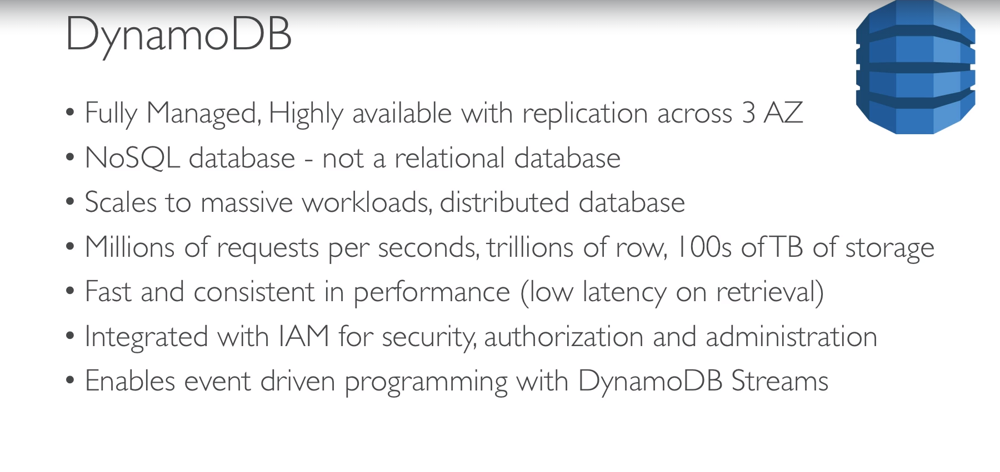 DynamoDB
• Fully Managed, Highly available with replication across 3 AZ
• NoSQL database - not a relational database
• Scales to massive workloads, distributed database
• Millions of requests per seconds, trillions of row, 100s of TB of storage
• Fast and consistent in performance (low latency on retrieval)
• Integrated with IAM for security, authorization and administration
• Enables event driven programming with DynamoDB Streams